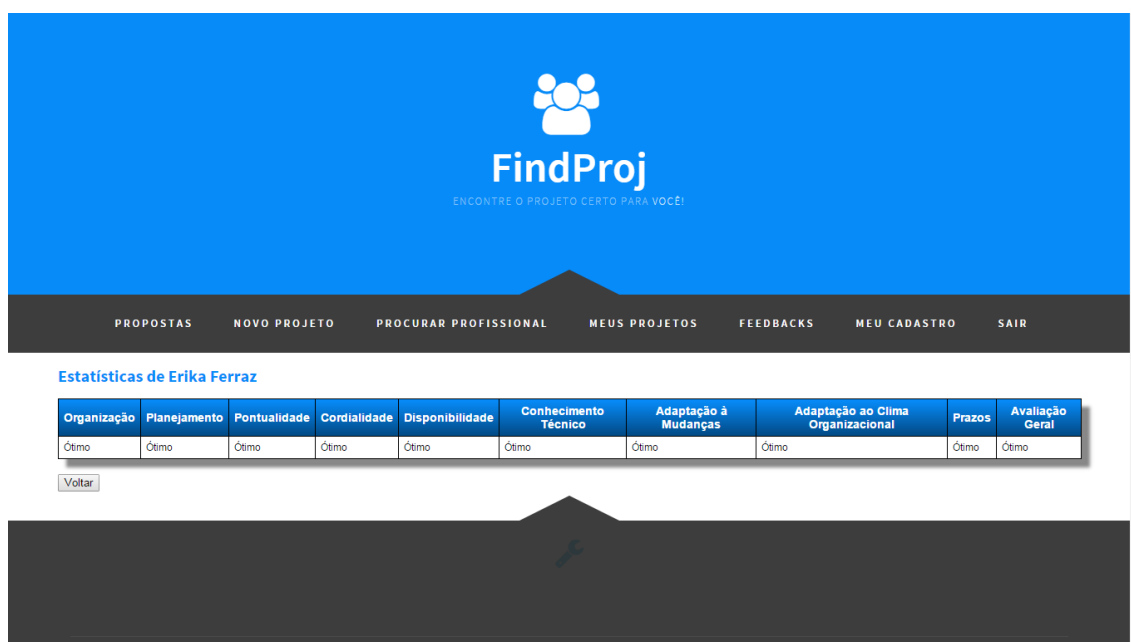 FindProj
ENCONTRE O PROJETO CERTO PARA VOCÊ!
PROPOSTAS NOVO PROJETO PROCURAR PROFISSIONAL MEUS PROJETOS FEEDBACKS MEU CADASTRO SAIR
Estatísticas de Erika Ferraz
Organização Planejamento Pontualidade Cordialidade Disponibilidade Conhecimento Técnico Adaptação à Mudanças Adaptação ao Clima Organizacional Prazos Avaliação Geral
Ótimo Ótimo Ótimo Ótimo Ótimo Ótimo Ótimo Ótimo Ótimo Ótimo
Voltar